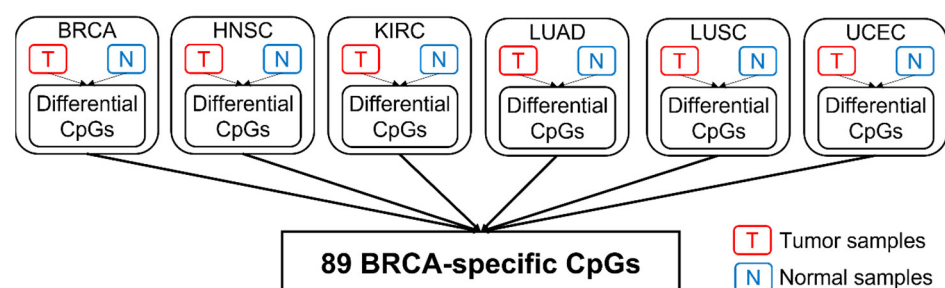 BRCA HNSC KIRC LUAD LUSC UCEC
T N T N T N T N T N T N
Differential Differential Differential Differential Differential Differential
CpGs CpGs CpGs CpGs CpGs CpGs
89 BRCA-specific CpGs
T Tumor samples
N Normal samples